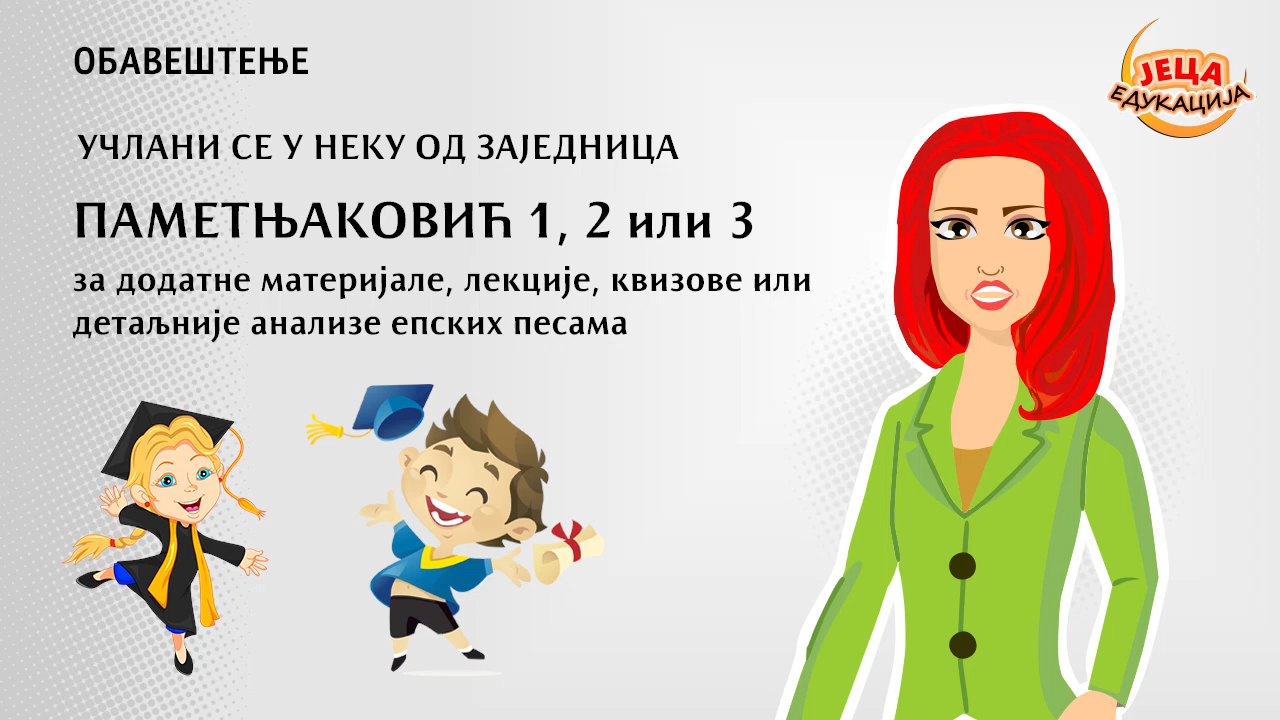 ОБАВЕШТЕЊЕ
ЈЕЦА
ЕДУКАЦИЈА
УЧЛАНИ СЕ У НЕКУ ОД ЗАЈЕДНИЦА
ПАМЕТЊАКОВИЋ 1, 2 или 3
за додатне материјале, лекције, квизове или
детаљније анализе епских песама